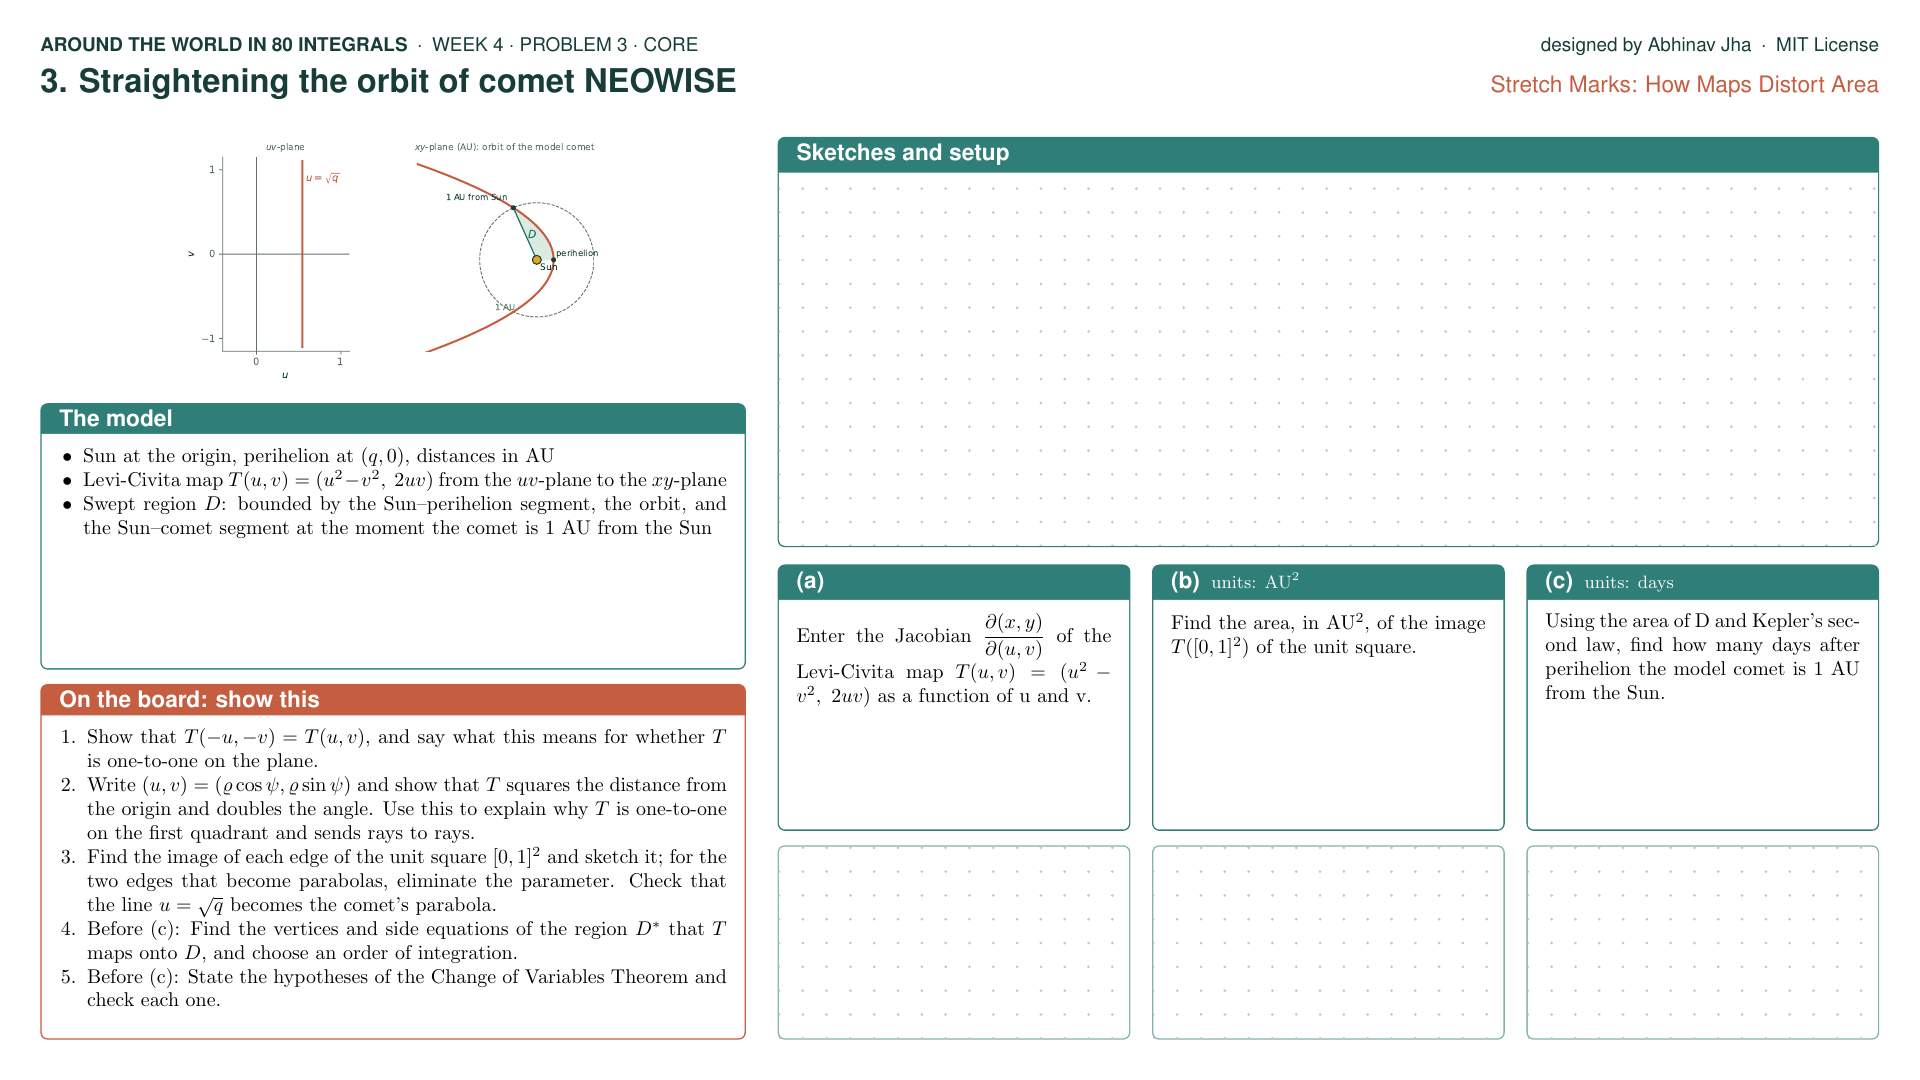 AROUND THE WORLD IN 80 INTEGRALS · WEEK 4 · PROBLEM 3 · CORE
designed by Abhinav Jha · MIT License
3. Straightening the orbit of comet NEOWISE
Stretch Marks: How Maps Distort Area
uv-plane
1
0
−1
v
u = √q
0
1
u
xy-plane (AU): orbit of the model comet
1 AU from Sun
D
perihelion
Sun
1 AU
The model
• Sun at the origin, perihelion at (q, 0), distances in AU
• Levi-Civita map T(u, v) = (u² − v², 2uv) from the uv-plane to the xy-plane
• Swept region D: bounded by the Sun–perihelion segment, the orbit, and
the Sun–comet segment at the moment the comet is 1 AU from the Sun
On the board: show this
1. Show that T(−u, −v) = T(u, v), and say what this means for whether T
is one-to-one on the plane.
2. Write (u, v) = (ϱ cos ψ, ϱ sin ψ) and show that T squares the distance from
the origin and doubles the angle. Use this to explain why T is one-to-one
on the first quadrant and sends rays to rays.
3. Find the image of each edge of the unit square [0, 1]² and sketch it; for the
two edges that become parabolas, eliminate the parameter. Check that
the line u = √q becomes the comet's parabola.
4. Before (c): Find the vertices and side equations of the region D* that T
maps onto D, and choose an order of integration.
5. Before (c): State the hypotheses of the Change of Variables Theorem and
check each one.
Sketches and setup
(a)
Enter the Jacobian ∂(x, y)/∂(u, v) of the
Levi-Civita map T(u, v) = (u² −
v², 2uv) as a function of u and v.
(b) units: AU²
Find the area, in AU², of the image
T([0, 1]²) of the unit square.
(c) units: days
Using the area of D and Kepler's sec-
ond law, find how many days after
perihelion the model comet is 1 AU
from the Sun.